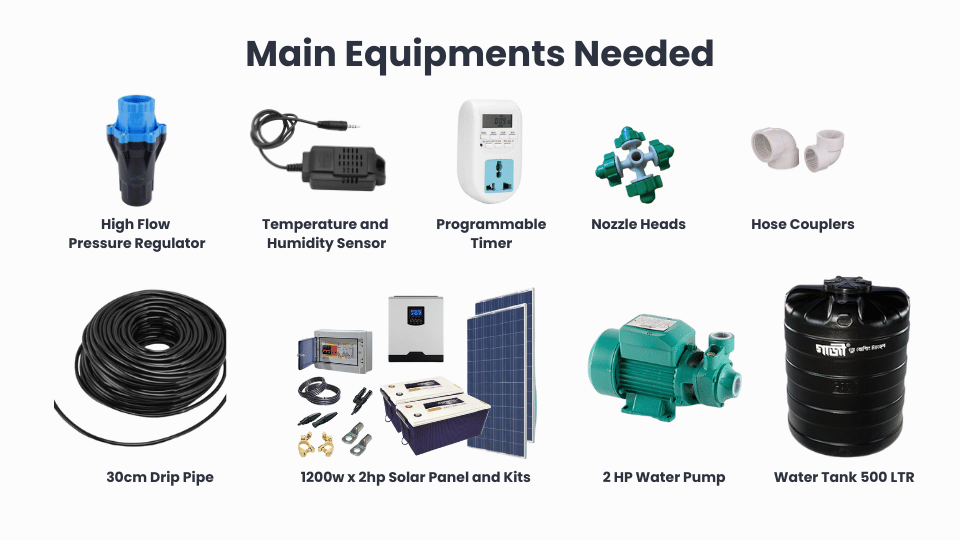 Main Equipments Needed
High Flow
Pressure Regulator
Temperature and
Humidity Sensor
Programmable
Timer
Nozzle Heads
Hose Couplers
গাজী
30cm Drip Pipe
1200w x 2hp Solar Panel and Kits
2 HP Water Pump
Water Tank 500 LTR